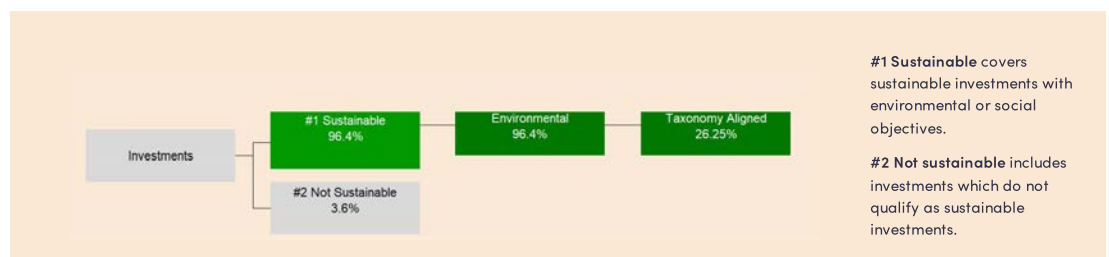 Investments
#1 Sustainable
96.4%
#2 Not Sustainable
3.6%
Environmental
96.4%
Taxonomy Aligned
26.25%
#1 Sustainable covers
sustainable investments with
environmental or social
objectives.
#2 Not sustainable includes
investments which do not
qualify as sustainable
investments.